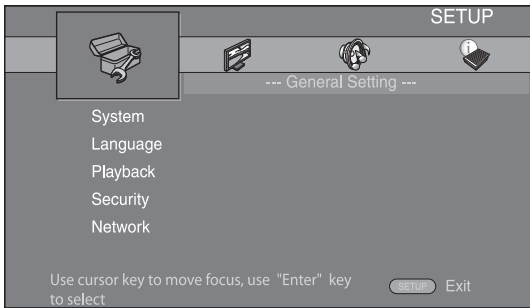 SETUP
--- General Setting ---
System
Language
Playback
Security
Network
Use cursor key to move focus, use "Enter" key
to select
SETUP Exit